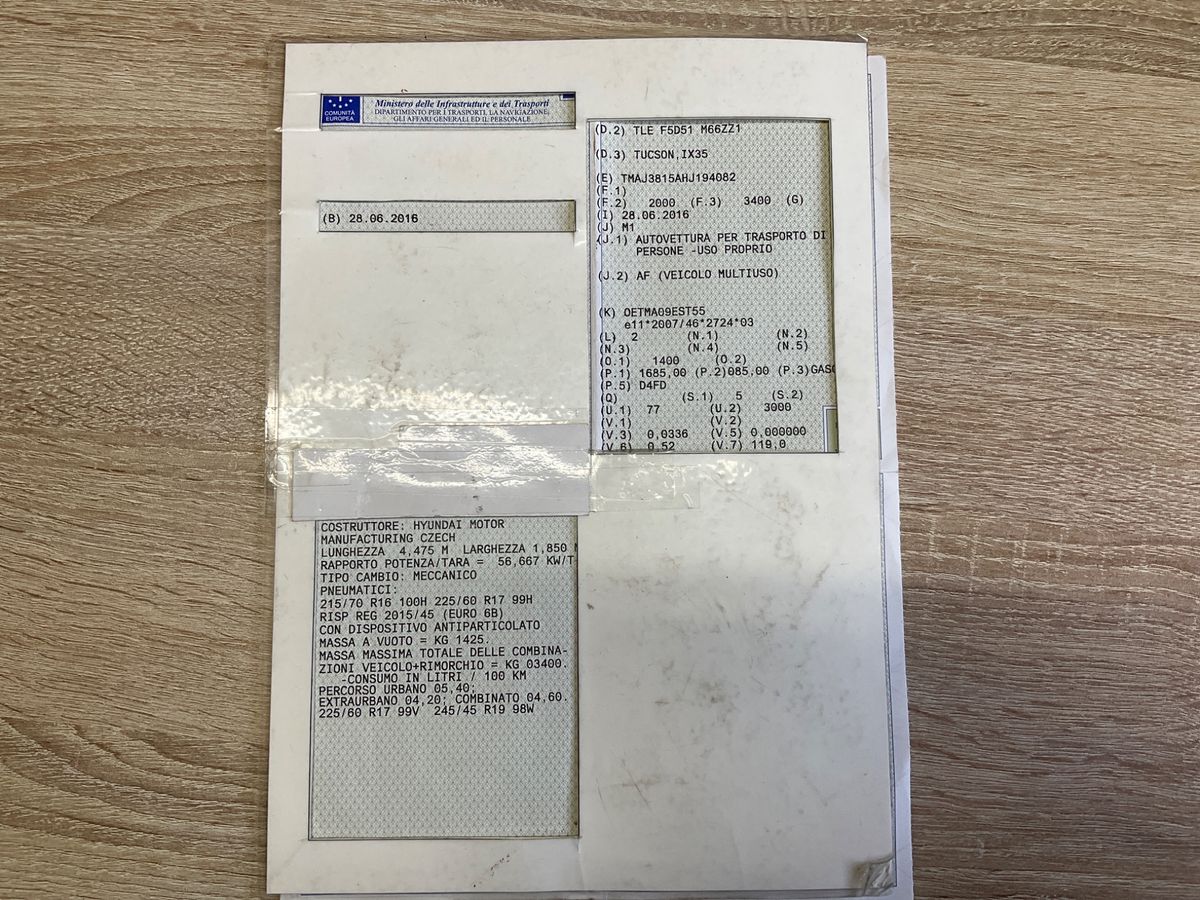 COMUNITÀ
EUROPEA
Ministero delle Infrastrutture e dei Trasporti
DIPARTIMENTO PER I TRASPORTI, LA NAVIGAZIONE,
GLI AFFARI GENERALI ED IL PERSONALE
(B) 28.06.2016
(D.2) TLE F5D51 M66ZZ1
(D.3) TUCSON,IX35
(E) TMAJ3815AHJ194082
(F.1)
(F.2) 2000 (F.3) 3400 (G)
(I) 28.06.2016
(J) M1
(J.1) AUTOVETTURA PER TRASPORTO DI
PERSONE -USO PROPRIO
(J.2) AF (VEICOLO MULTIUSO)
(K) OETMA09EST55
e11*2007/46*2724*03
(L) 2 (N.1) (N.2)
(N.3) (N.4) (N.5)
(O.1) 1400 (O.2)
(P.1) 1685,00 (P.2)085,00 (P.3)GASO
(P.5) D4FD
(Q) (S.1) 5 (S.2)
(U.1) 77 (U.2) 3000
(V.1) (V.2)
(V.3) 0,0336 (V.5) 0,000000
(V.6) 0,52 (V.7) 119,0
COSTRUTTORE: HYUNDAI MOTOR
MANUFACTURING CZECH
LUNGHEZZA 4,475 M LARGHEZZA 1,850 M
RAPPORTO POTENZA/TARA = 56,667 KW/T
TIPO CAMBIO: MECCANICO
PNEUMATICI:
215/70 R16 100H 225/60 R17 99H
RISP REG 2015/45 (EURO 6B)
CON DISPOSITIVO ANTIPARTICOLATO
MASSA A VUOTO = KG 1425.
MASSA MASSIMA TOTALE DELLE COMBINA-
ZIONI VEICOLO+RIMORCHIO = KG 03400.
-CONSUMO IN LITRI / 100 KM
PERCORSO URBANO 05,40;
EXTRAURBANO 04,20; COMBINATO 04,60.
225/60 R17 99V 245/45 R19 98W